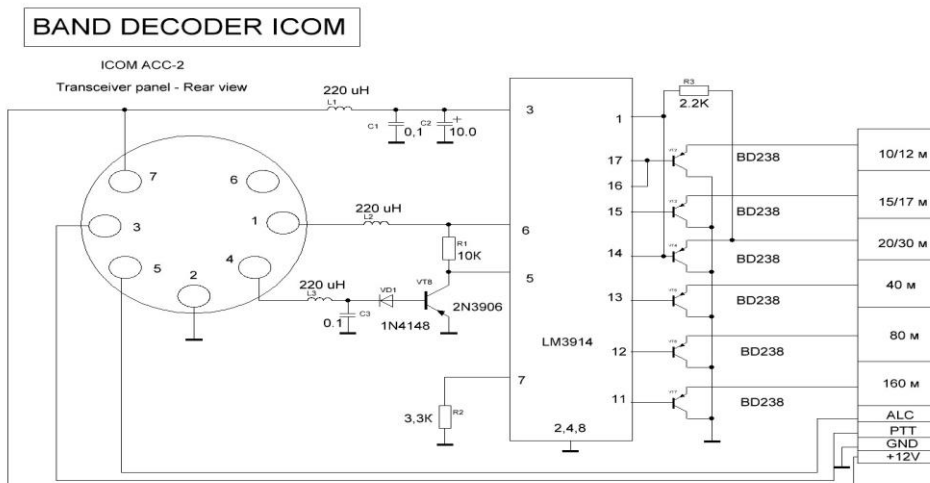 BAND DECODER ICOM
ICOM ACC-2
Transceiver panel - Rear view
220 uH
L1
C1
0,1
C2
+
10.0
3
1
R3
2.2K
7
6
3
1
5
4
2
220 uH
L2
6
R1
10K
5
VT8
2N3906
L3
220 uH
C3
0.1
VD1
1N4148
7
3,3K
R2
LM3914
2,4,8
17
16
15
14
13
12
11
BD238
BD238
BD238
BD238
BD238
BD238
10/12 м
15/17 м
20/30 м
40 м
80 м
160 м
ALC
PTT
GND
+12V